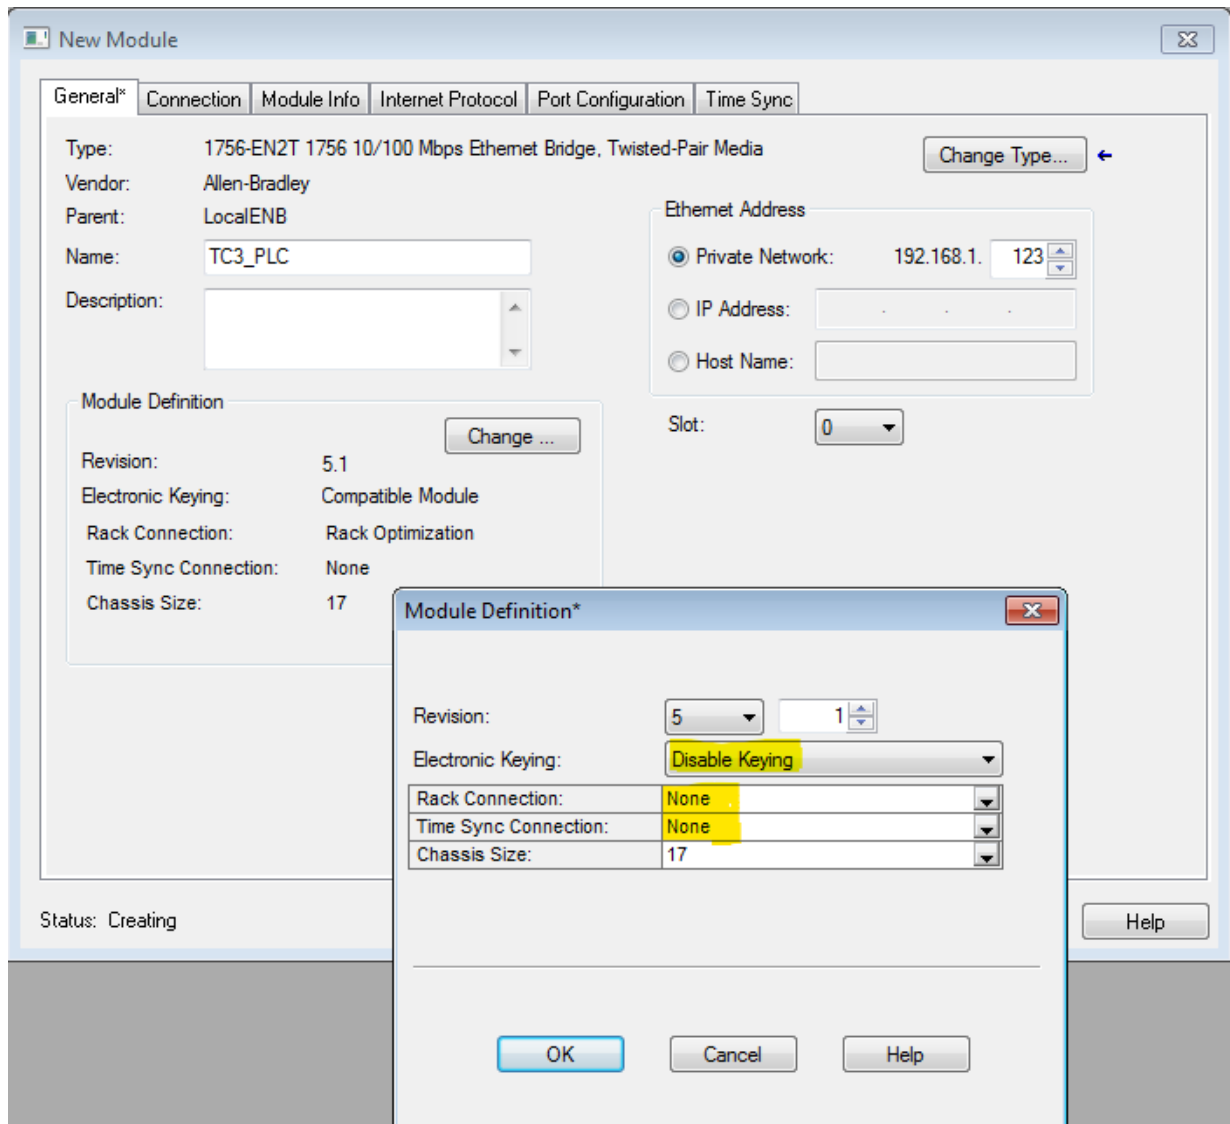 New Module
General* Connection Module Info Internet Protocol Port Configuration Time Sync
Type: 1756-EN2T 1756 10/100 Mbps Ethernet Bridge, Twisted-Pair Media
Change Type...
Vendor: Allen-Bradley
Parent: LocalENB
Name: TC3_PLC
Description:
Ethernet Address
Private Network: 192.168.1. 123
IP Address: . . .
Host Name:
Slot: 0
Module Definition
Change ...
Revision: 5.1
Electronic Keying: Compatible Module
Rack Connection: Rack Optimization
Time Sync Connection: None
Chassis Size: 17
Status: Creating
Help
Module Definition*
Revision: 5 1
Electronic Keying: Disable Keying
Rack Connection: None
Time Sync Connection: None
Chassis Size: 17
OK Cancel Help